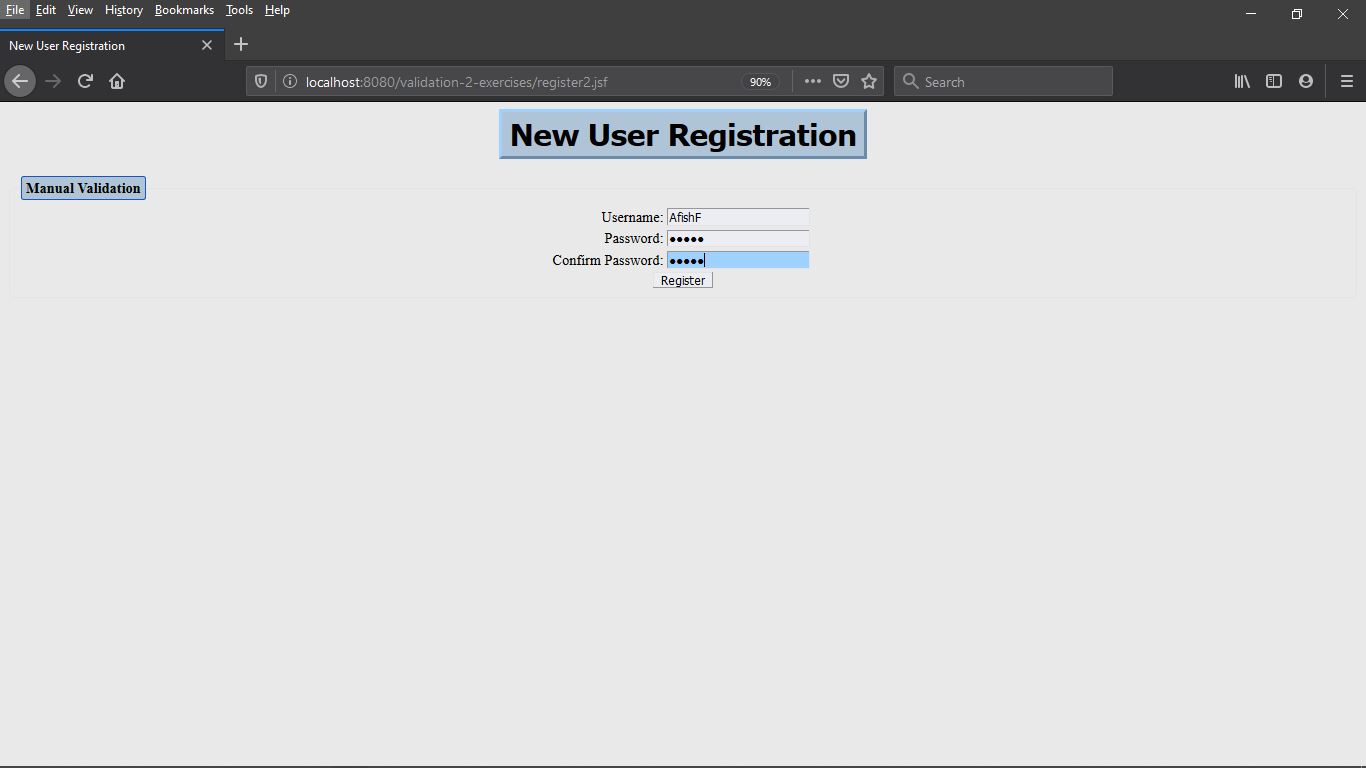 File Edit View History Bookmarks Tools Help
New User Registration
localhost:8080/validation-2-exercises/register2.jsf 90% Search
New User Registration
Manual Validation
Username: AfishF
Password: •••••
Confirm Password: •••••
Register